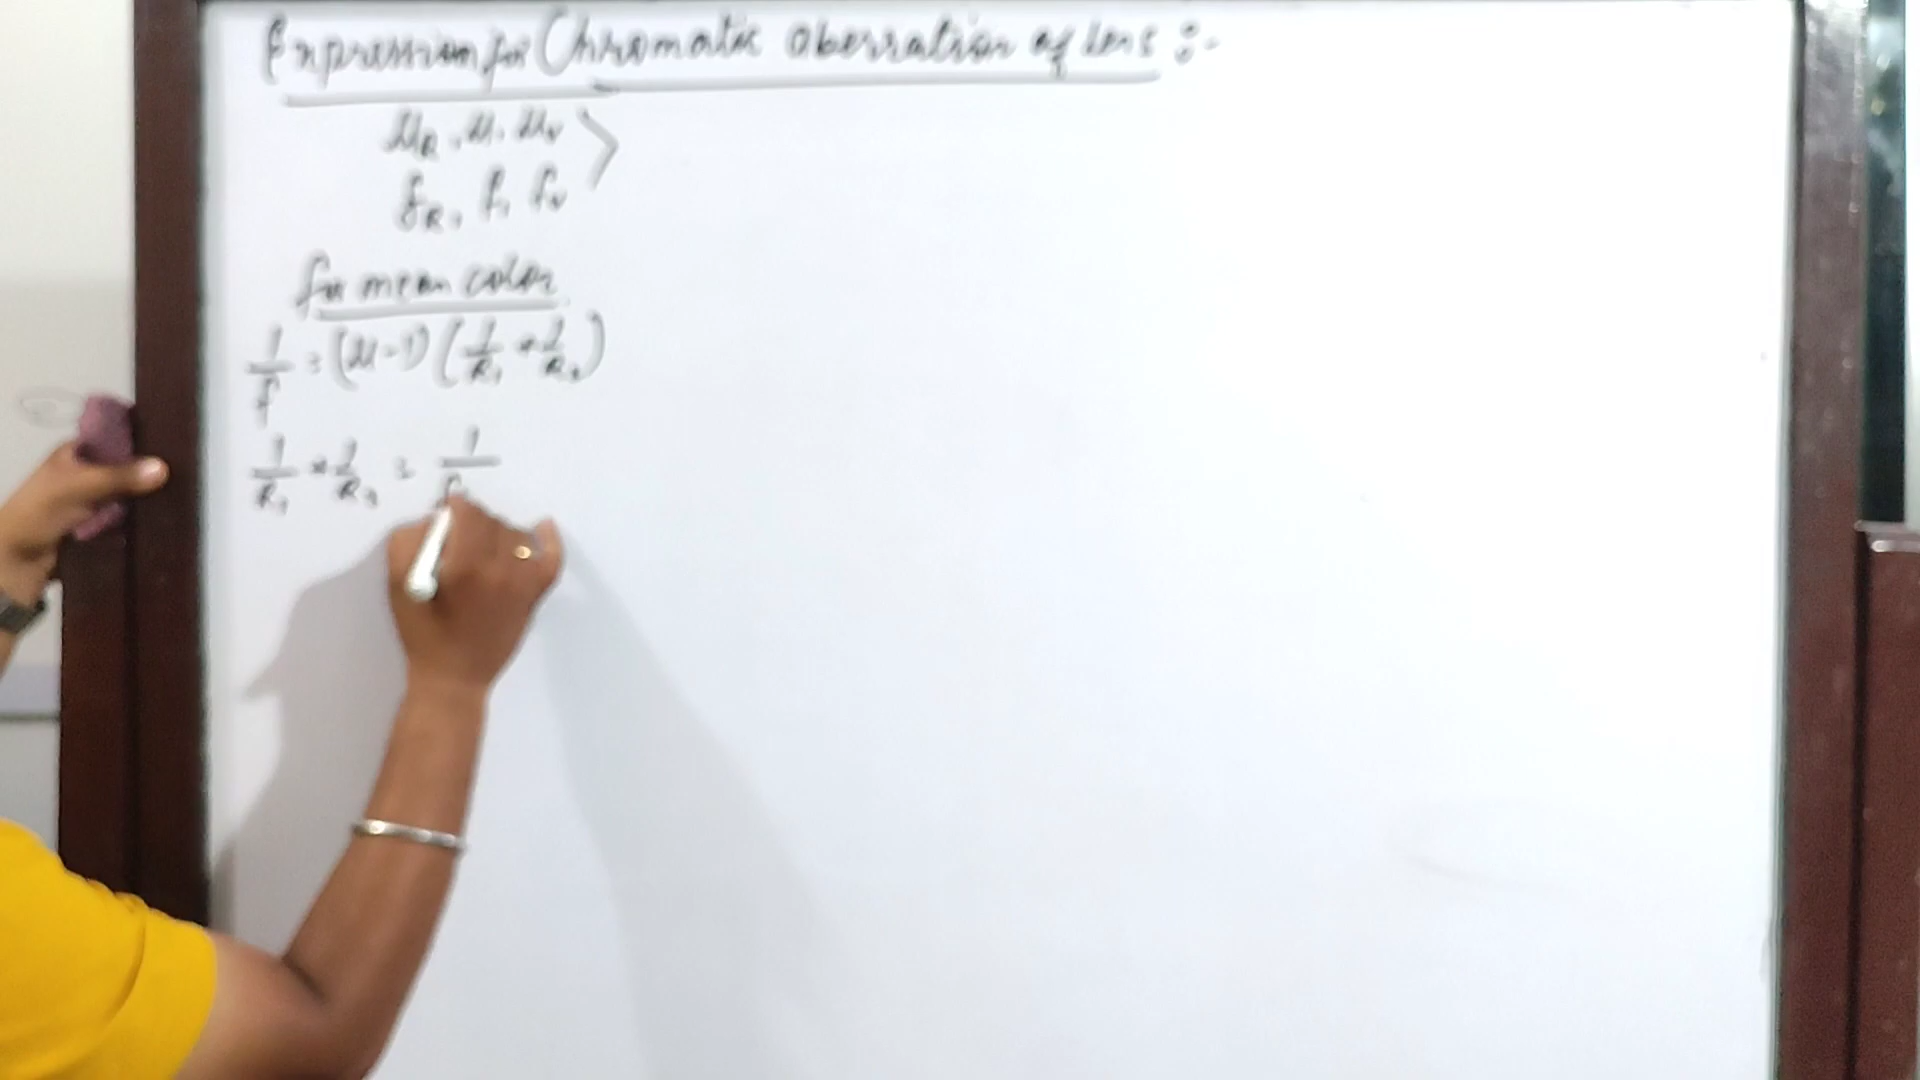 Expression for Chromatic aberration of lens :-
μR, μ, μv
fR, f, fv
for mean color
1/f = (μ-1) (1/R1 + 1/R2)
1/R1 + 1/R2 = 1/f